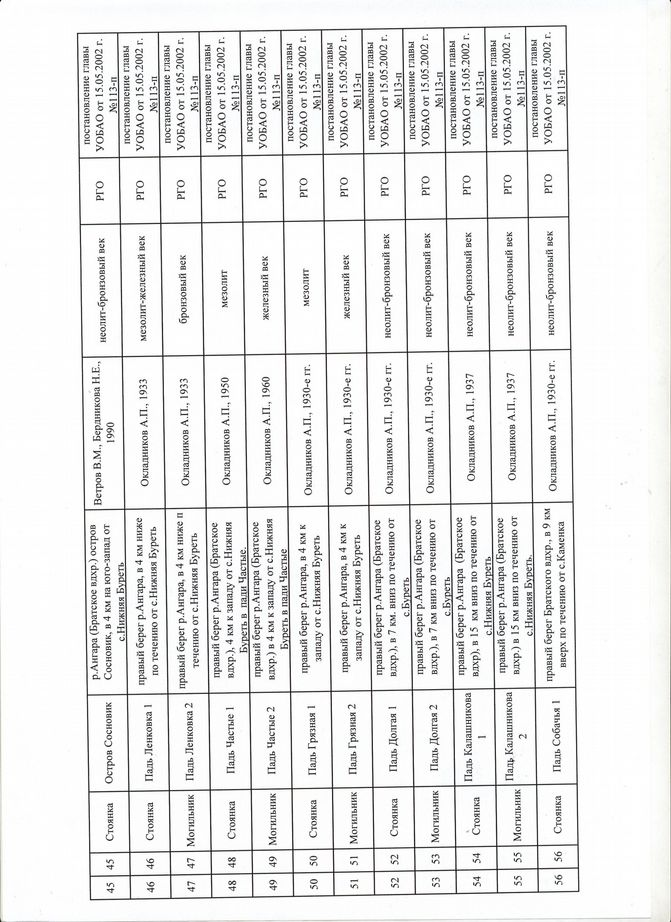 45 45 Стоянка Остров Сосновик р.Ангара (Братское вдхр.) остров Ветров В.М., Бердникова Н.Е., неолит-бронзовый век РГО постановление главы
Сосновик, в 4 км на юго-запад от 1990 УОБАО от 15.05.2002 г.
с.Нижняя Буреть №113-п
46 46 Стоянка Падь Ленковка 1 правый берег р.Ангара, в 4 км ниже Окладников А.П., 1933 мезолит-железный век РГО постановление главы
по течению от с.Нижняя Буреть УОБАО от 15.05.2002 г.
№113-п
47 47 Могильник Падь Ленковка 2 правый берег р.Ангара, в 4 км ниже п Окладников А.П., 1933 бронзовый век РГО постановление главы
течению от с.Нижняя Буреть УОБАО от 15.05.2002 г.
№113-п
48 48 Стоянка Падь Частые 1 правый берег р.Ангара (Братское Окладников А.П., 1950 мезолит РГО постановление главы
вдхр.), 4 км к западу от с.Нижняя УОБАО от 15.05.2002 г.
Буреть в пади Частые. №113-п
49 49 Могильник Падь Частые 2 правый берег р.Ангара (Братское Окладников А.П., 1960 железный век РГО постановление главы
вдхр.) в 4 км к западу от с.Нижняя УОБАО от 15.05.2002 г.
Буреть в пади Частые №113-п
50 50 Стоянка Падь Грязная 1 правый берег р.Ангара, в 4 км к Окладников А.П., 1930-е гг. мезолит РГО постановление главы
западу от с.Нижняя Буреть УОБАО от 15.05.2002 г.
№113-п
51 51 Могильник Падь Грязная 2 правый берег р.Ангара, в 4 км к Окладников А.П., 1930-е гг. железный век РГО постановление главы
западу от с.Нижняя Буреть УОБАО от 15.05.2002 г.
№113-п
52 52 Стоянка Падь Долгая 1 правый берег р.Ангара (Братское Окладников А.П., 1930-е гг. неолит-бронзовый век РГО постановление главы
вдхр.), в 7 км. вниз по течению от УОБАО от 15.05.2002 г.
с.Буреть №113-п
53 53 Могильник Падь Долгая 2 правый берег р.Ангара (Братское Окладников А.П., 1930-е гг. неолит-бронзовый век РГО постановление главы
вдхр.), в 7 км вниз по течению от УОБАО от 15.05.2002 г.
с.Буреть №113-п
54 54 Стоянка Падь Калашникова правый берег р.Ангара (Братское Окладников А.П., 1937 неолит-бронзовый век РГО постановление главы
1 вдхр), в 15 км вниз по течению от УОБАО от 15.05.2002 г.
с.Нижняя Буреть №113-п
55 55 Могильник Падь Калашникова правый берег р.Ангара (Братское Окладников А.П., 1937 неолит-бронзовый век РГО постановление главы
2 вдхр.) в 15 км вниз по течению от УОБАО от 15.05.2002 г.
с.Нижняя Буреть. №113-п
56 56 Стоянка Падь Собачья 1 правый берег Братского вдхр., в 9 км Окладников А.П., 1930-е гг. неолит-бронзовый век РГО постановление главы
вверх по течению от с.Каменка УОБАО от 15.05.2002 г.
№113-п